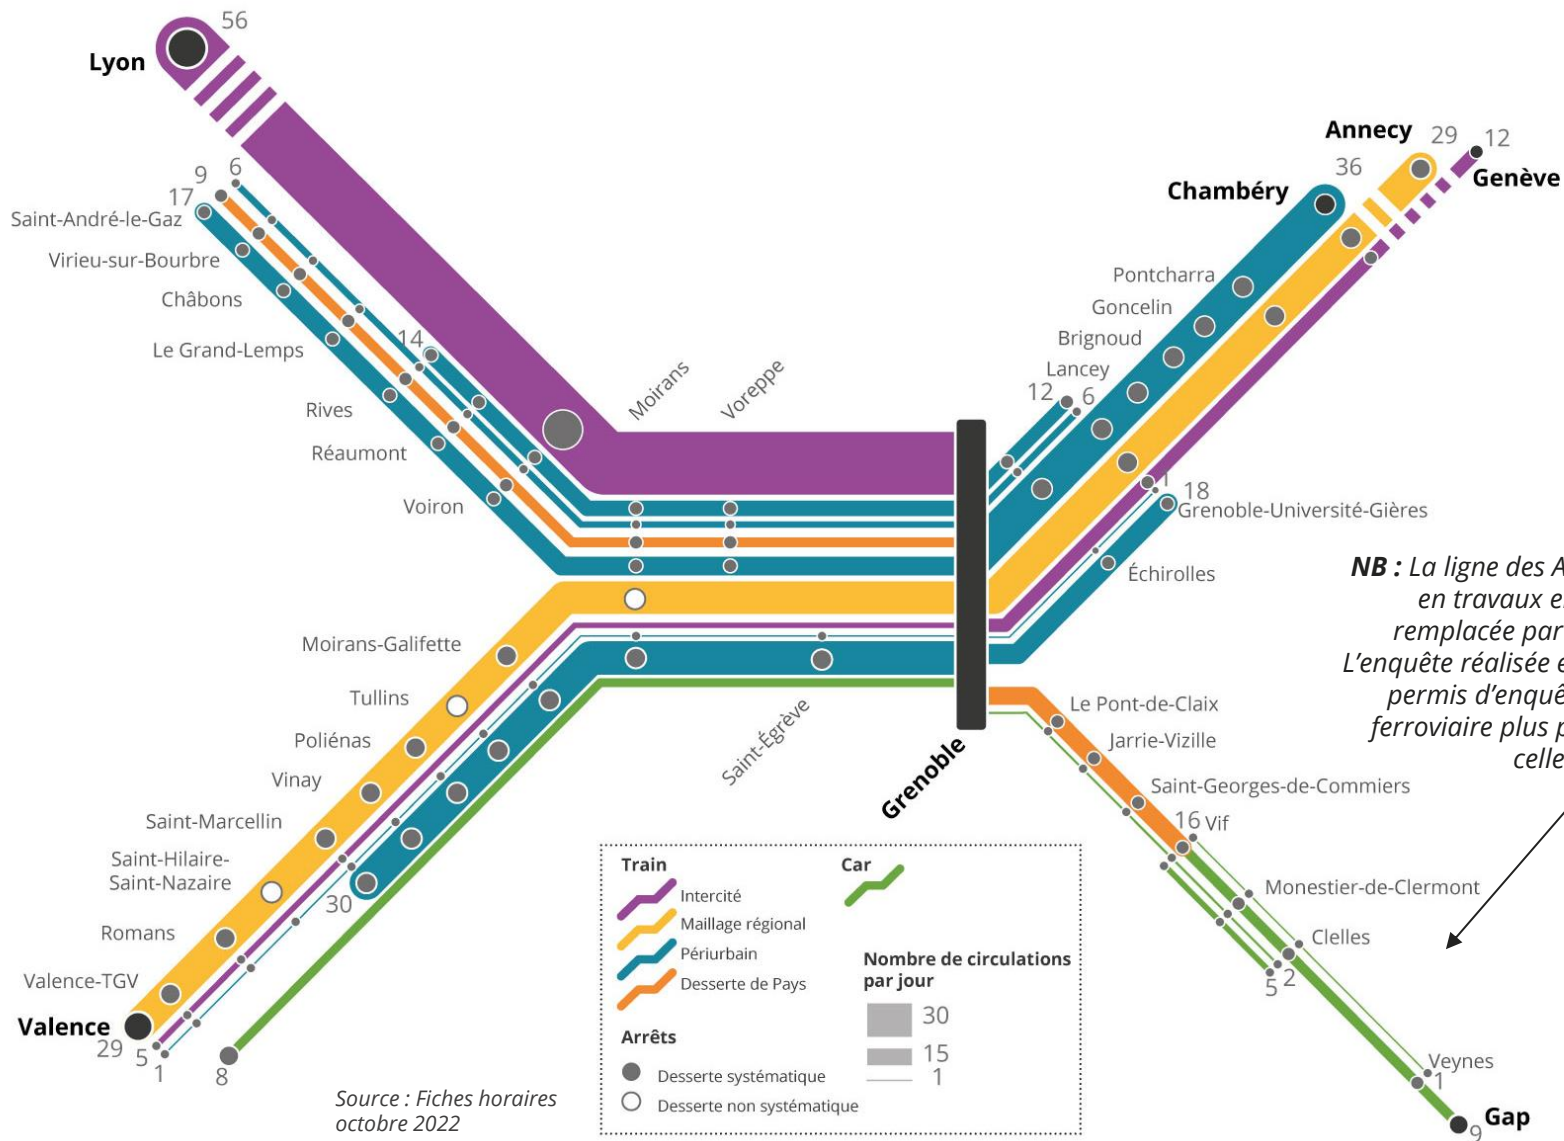 56
Lyon
Annecy
29
12
Genève
36
Chambéry
6
9
17
Saint-André-le-Gaz
Virieu-sur-Bourbre
Châbons
Le Grand-Lemps
14
Rives
Réaumont
Voiron
Moirans
Voreppe
Pontcharra
Goncelin
Brignoud
Lancey
12
6
1
18
Grenoble-Université-Gières
Échirolles
NB : La ligne des A
en travaux e
remplacée par
L'enquête réalisée e
permis d'enquê
ferroviaire plus p
celle
Moirans-Galifette
Tullins
Poliénas
Vinay
Saint-Marcellin
Saint-Hilaire-
Saint-Nazaire
Romans
Valence-TGV
Valence
29
5
1
8
30
Saint-Égrève
Grenoble
Le Pont-de-Claix
Jarrie-Vizille
Saint-Georges-de-Commiers
16
Vif
Monestier-de-Clermont
Clelles
5
2
Veynes
1
Gap
9
Train
Intercité
Maillage régional
Périurbain
Desserte de Pays
Arrêts
Desserte systématique
Desserte non systématique
Car
Nombre de circulations
par jour
30
15
1
Source : Fiches horaires
octobre 2022